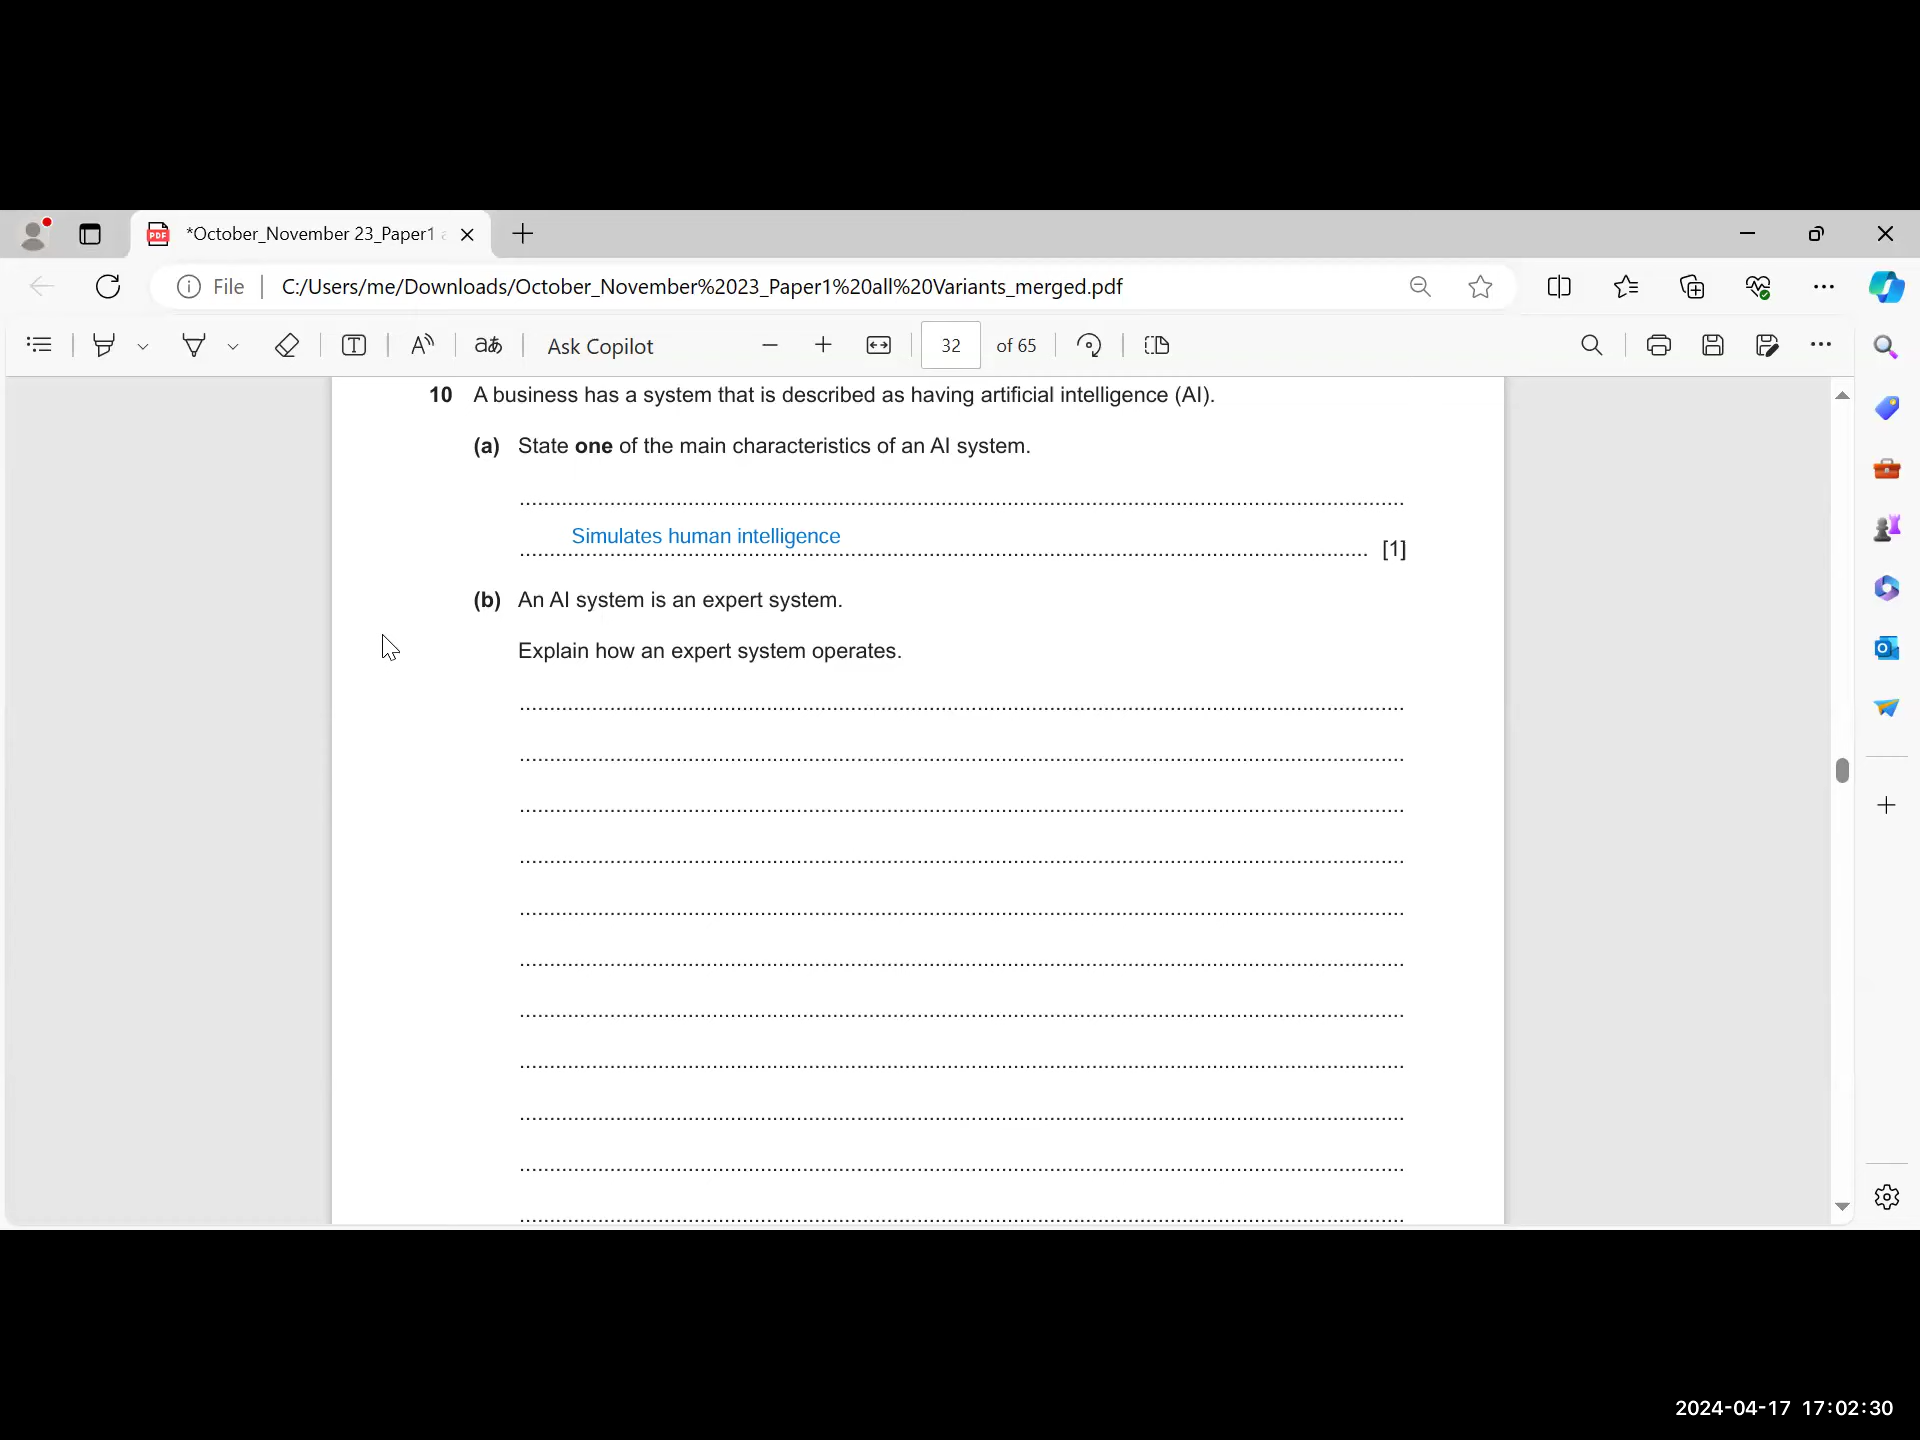 *October_November 23_Paper1
File
C:/Users/me/Downloads/October_November%2023_Paper1%20all%20Variants_merged.pdf
Ask Copilot
32 of 65
10 A business has a system that is described as having artificial intelligence (AI).
(a) State one of the main characteristics of an AI system.
Simulates human intelligence
[1]
(b) An AI system is an expert system.
Explain how an expert system operates.
2024-04-17 17:02:30